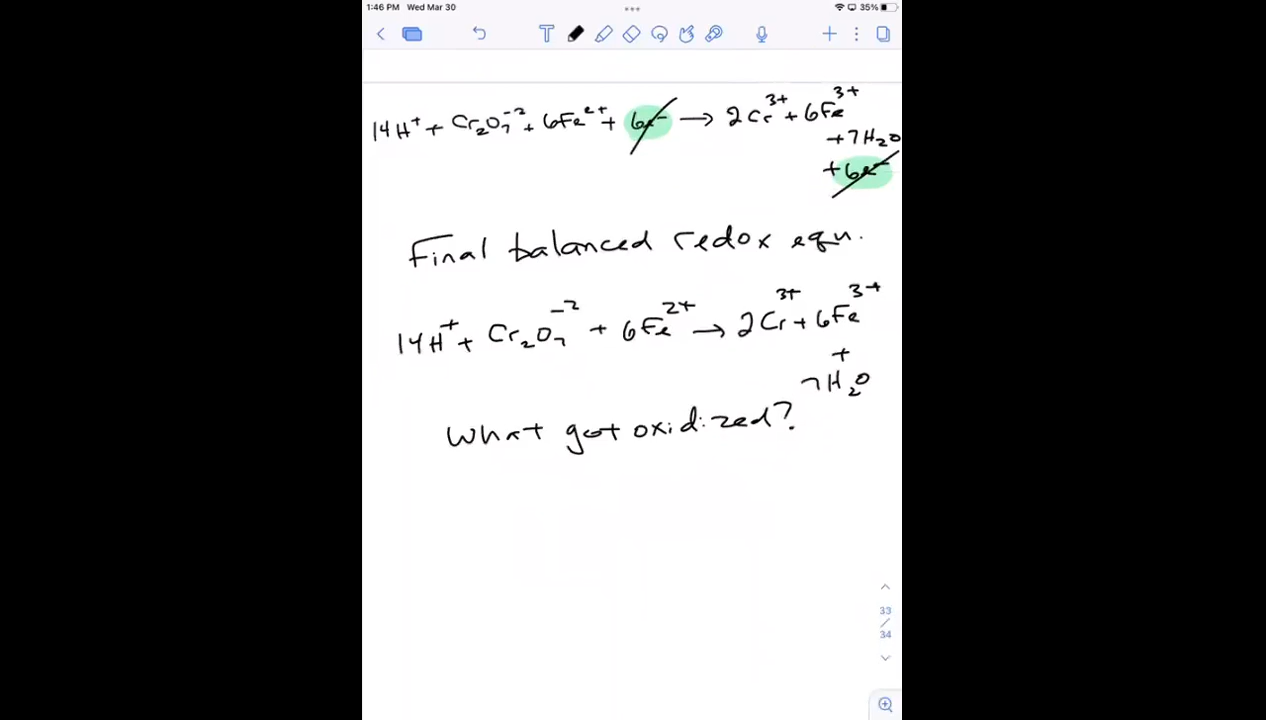 1:46 PM Wed Mar 30
35%
14H⁺ + Cr₂O₇⁻² + 6Fe²⁺ + 6e⁻ → 2Cr³⁺ + 6Fe³⁺
+ 7H₂O
+ 6e⁻
Final balanced redox eqn.
14H⁺ + Cr₂O₇⁻² + 6Fe²⁺ → 2Cr³⁺ + 6Fe³⁺
+
7H₂O
What got oxidized?
33
/
34